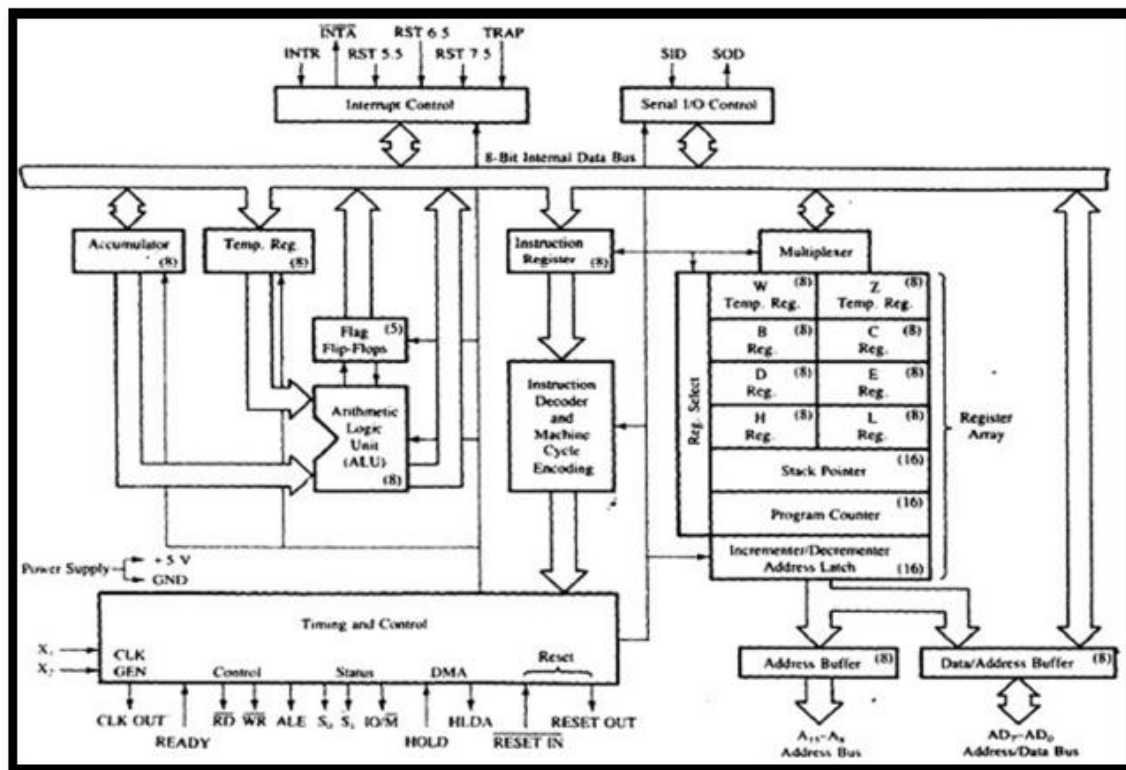 INTA RST 6 5 TRAP
INTR RST 5.5 RST 7 5
SID SOD
Interrupt Control
Serial I/O Control
8-Bit Internal Data Bus
Accumulator
(8)
Temp. Reg.
(8)
Instruction
Register (8)
Multiplexer
(5)
Flag
Flip-Flops
Arithmetic
Logic
Unit
(ALU)
(8)
Instruction
Decoder
and
Machine
Cycle
Encoding
Reg. Select
W (8)
Temp. Reg.
Z (8)
Temp. Reg.
B (8)
Reg.
C (8)
Reg.
D (8)
Reg.
E (8)
Reg.
H (8)
Reg.
L (8)
Reg.
Stack Pointer (16)
Program Counter (16)
Incrementer/Decrementer
Address Latch (16)
Register
Array
Power Supply
+5 V
GND
Timing and Control
X₁
X₂
CLK
GEN
Control
Status
DMA
Reset
CLK OUT
READY
RD WR ALE S₀ S₁ IO/M
HOLD
HLDA
RESET IN
RESET OUT
Address Buffer (8)
Data/Address Buffer (8)
A₁₅–A₈
Address Bus
AD₇–AD₀
Address/Data Bus